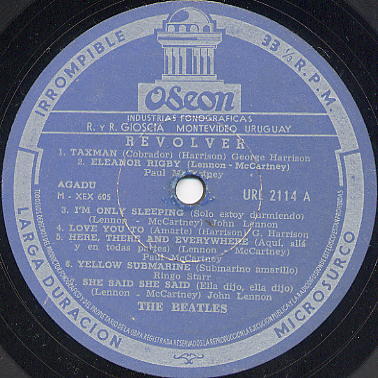 IRROMPIBLE
33 ⅓ R.P.M.
ODEON
INDUSTRIAS FONOGRAFICAS
R. y R. GIOSCIA MONTEVIDEO URUGUAY
REVOLVER
1. TAXMAN (Cobrador) (Harrison) George Harrison
2. ELEANOR RIGBY (Lennon - McCartney)
Paul McCartney
AGADU
M - XEX 605
URL 2114 A
3. I'M ONLY SLEEPING (Solo estoy durmiendo)
(Lennon - McCartney) John Lennon
4. LOVE YOU TO (Amarte) (Harrison) G. Harrison
5. HERE, THERE AND EVERYWHERE (Aquí, allá
y en todas partes) (Lennon - McCartney)
Paul McCartney
6. YELLOW SUBMARINE (Submarino amarillo)
Ringo Starr
SHE SAID SHE SAID (Ella dijo, ella dijo)
(Lennon - McCartney) John Lennon
THE BEATLES
LARGA DURACION
MICROSURCO